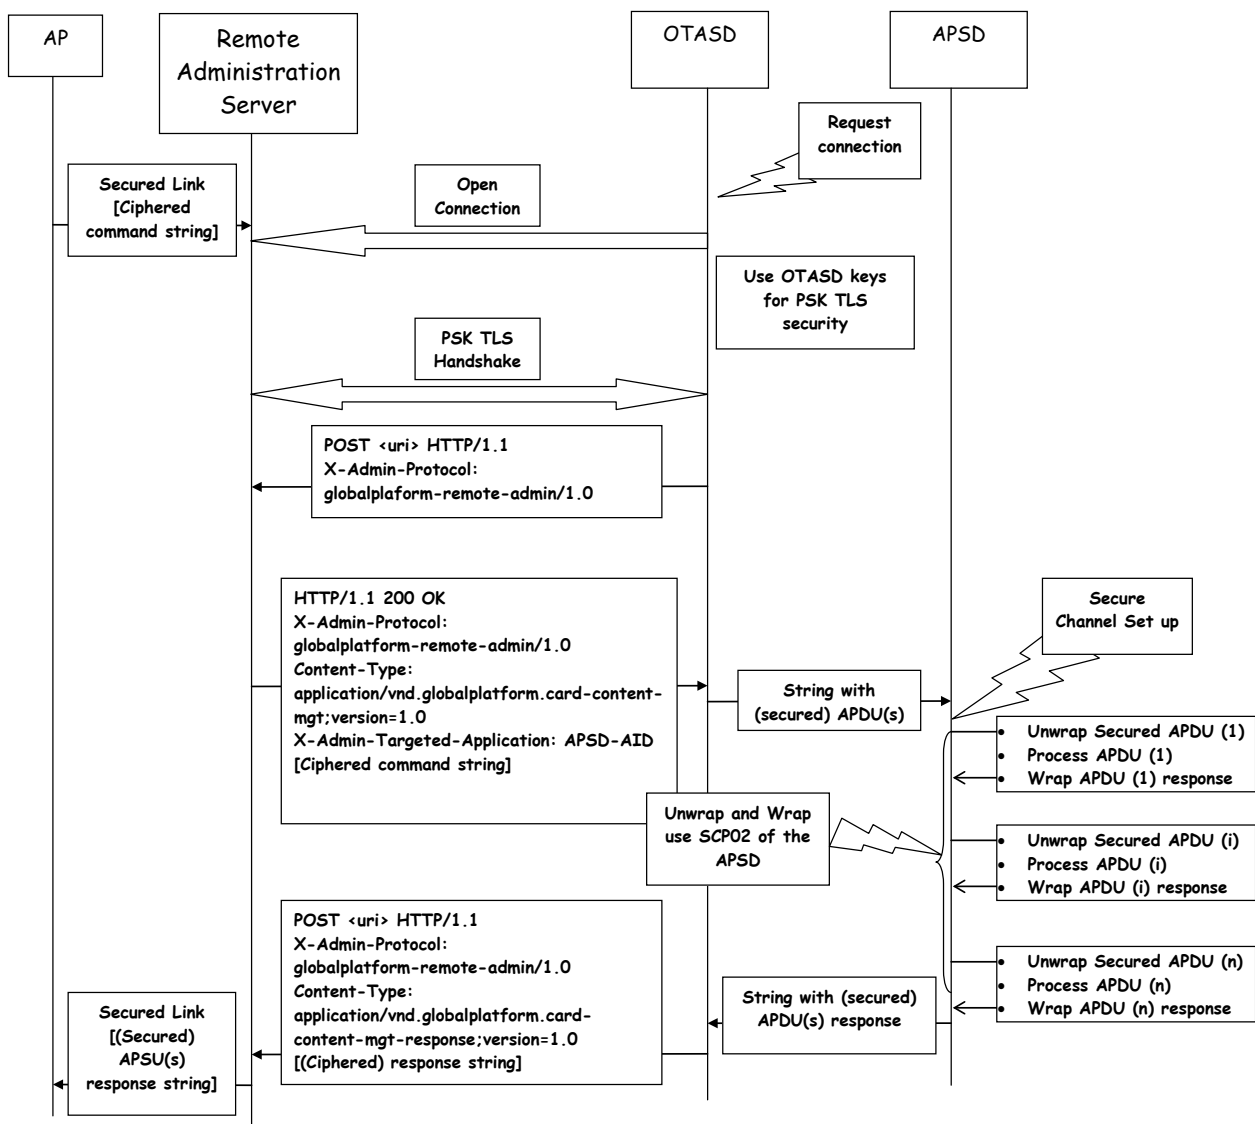 AP
Remote
Administration
Server
OTASD
APSD
Request
connection
Secured Link
[Ciphered
command string]
Open
Connection
Use OTASD keys
for PSK TLS
security
PSK TLS
Handshake
POST <uri> HTTP/1.1
X-Admin-Protocol:
globalplaform-remote-admin/1.0
HTTP/1.1 200 OK
X-Admin-Protocol:
globalplatform-remote-admin/1.0
Content-Type:
application/vnd.globalplatform.card-content-
mgt;version=1.0
X-Admin-Targeted-Application: APSD-AID
[Ciphered command string]
Secure
Channel Set up
String with
(secured) APDU(s)
• Unwrap Secured APDU (1)
• Process APDU (1)
• Wrap APDU (1) response
Unwrap and Wrap
use SCP02 of the
APSD
• Unwrap Secured APDU (i)
• Process APDU (i)
• Wrap APDU (i) response
POST <uri> HTTP/1.1
X-Admin-Protocol:
globalplatform-remote-admin/1.0
Content-Type:
application/vnd.globalplatform.card-
content-mgt-response;version=1.0
[(Ciphered) response string]
• Unwrap Secured APDU (n)
• Process APDU (n)
• Wrap APDU (n) response
String with (secured)
APDU(s) response
Secured Link
[(Secured)
APSU(s)
response string]